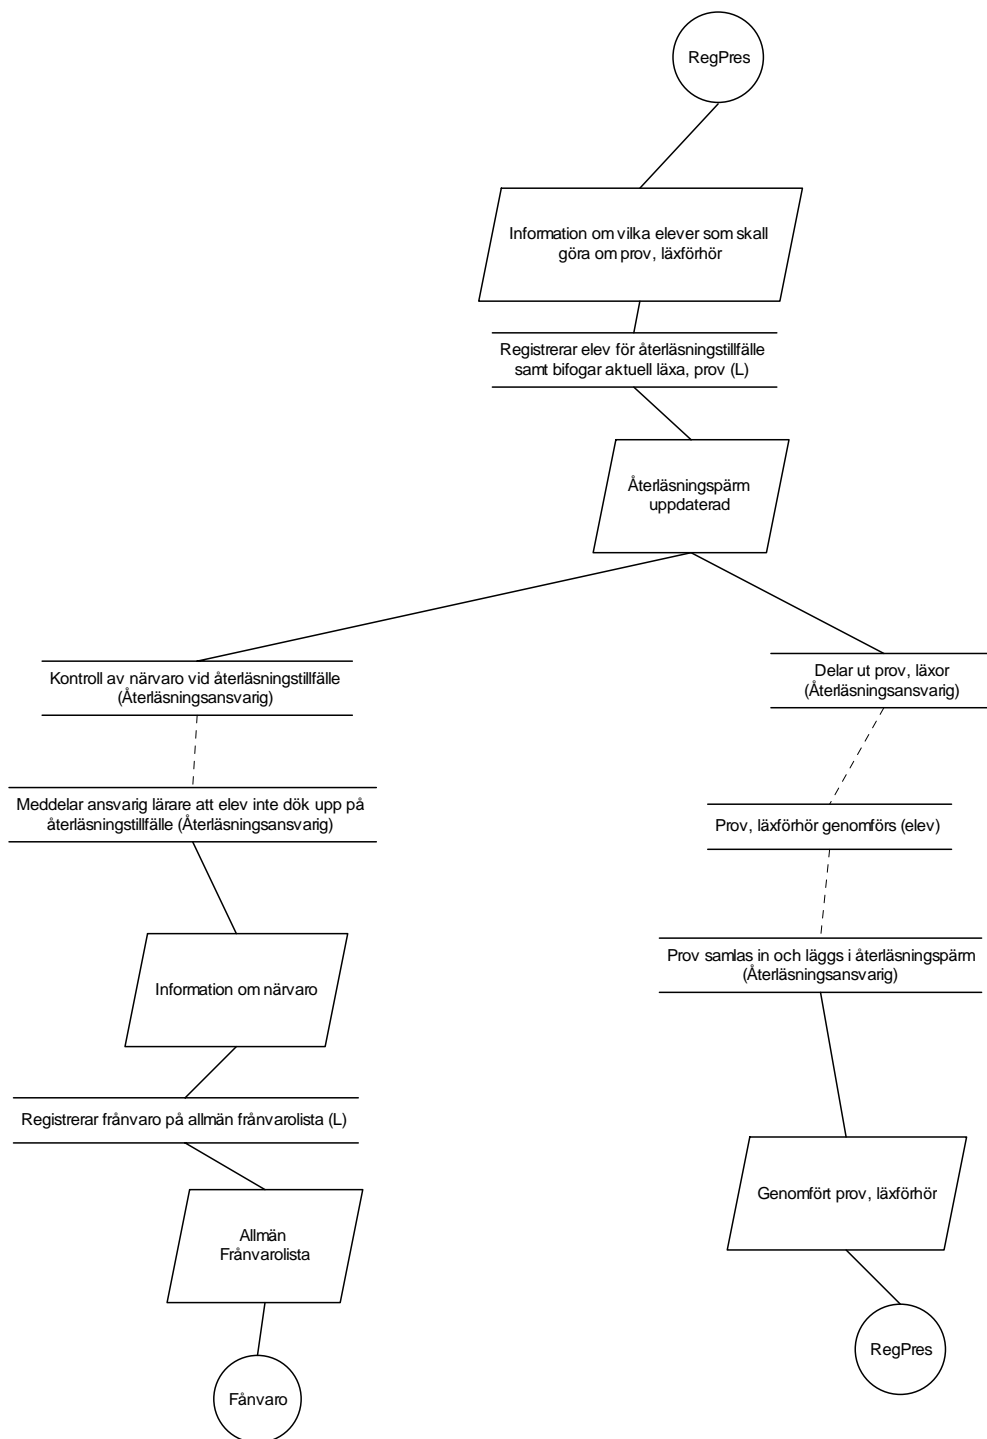 RegPres
Information om vilka elever som skall
göra om prov, läxförhör
Registrerar elev för återläsningstillfälle
samt bifogar aktuell läxa, prov (L)
Återläsningspärm
uppdaterad
Kontroll av närvaro vid återläsningstillfälle
(Återläsningsansvarig)
Meddelar ansvarig lärare att elev inte dök upp på
återläsningstillfälle (Återläsningsansvarig)
Information om närvaro
Registrerar frånvaro på allmän frånvarolista (L)
Allmän
Frånvarolista
Fånvaro
Delar ut prov, läxor
(Återläsningsansvarig)
Prov, läxförhör genomförs (elev)
Prov samlas in och läggs i återläsningspärm
(Återläsningsansvarig)
Genomfört prov, läxförhör
RegPres